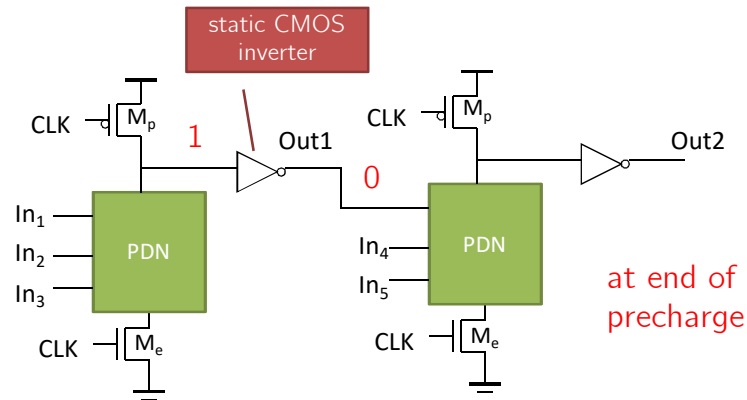 static CMOS
inverter
CLK
Mp
1
Out1
0
CLK
Mp
Out2
In1
In2
In3
PDN
In4
In5
PDN
at end of
precharge
CLK
Me
CLK
Me